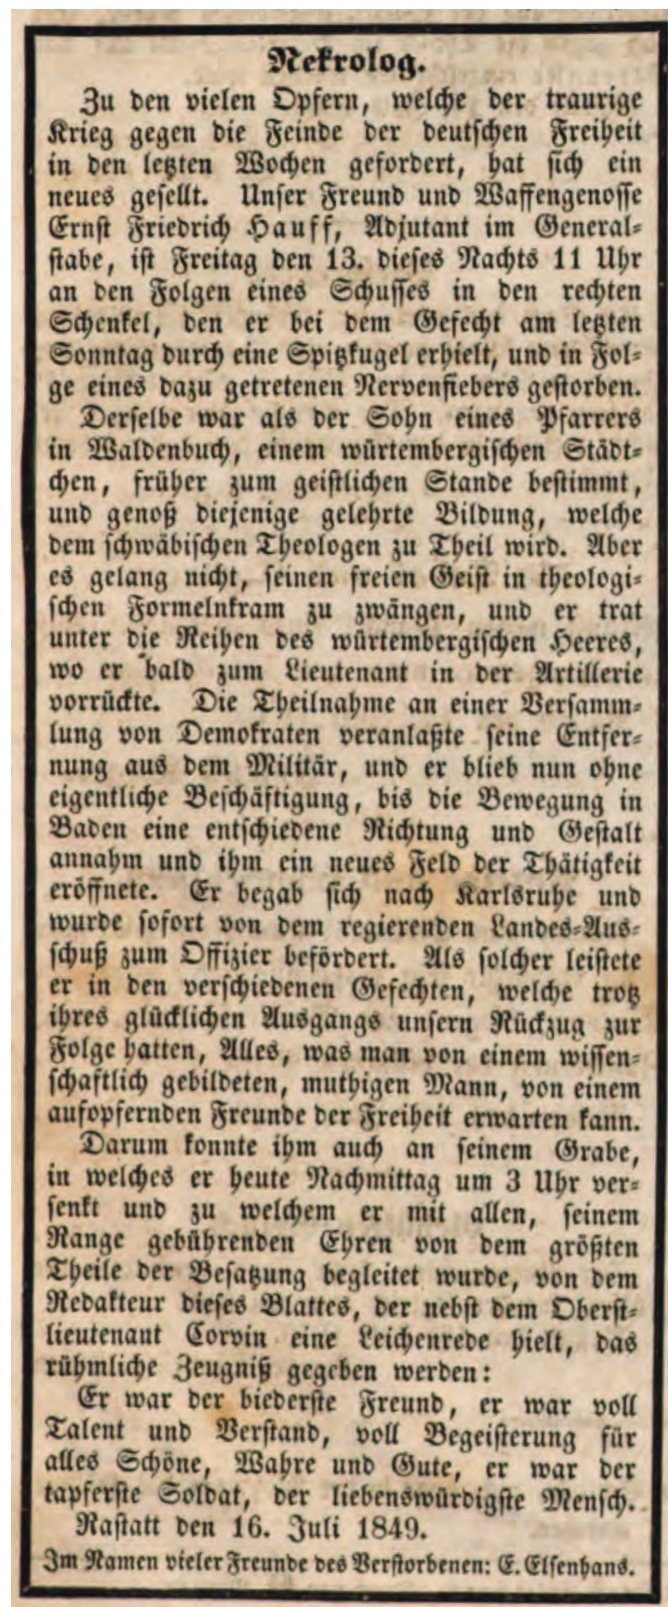 Nekrolog.
Zu den vielen Opfern, welche der traurige
Krieg gegen die Feinde der deutschen Freiheit
in den letzten Wochen gefordert, hat sich ein
neues gesellt. Unser Freund und Waffengenosse
Ernst Friedrich Hauff, Adjutant im General-
stabe, ist Freitag den 13. dieses Nachts 11 Uhr
an den Folgen eines Schusses in den rechten
Schenkel, den er bei dem Gefecht am letzten
Sonntag durch eine Spitzkugel erhielt, und in Fol-
ge eines dazu getretenen Nervenfiebers gestorben.
Derselbe war als der Sohn eines Pfarrers
in Waldenbuch, einem würtembergischen Städt-
chen, früher zum geistlichen Stande bestimmt,
und genoß diejenige gelehrte Bildung, welche
dem schwäbischen Theologen zu Theil wird. Aber
es gelang nicht, seinen freien Geist in theologi-
schen Formelnkram zu zwängen, und er trat
unter die Reihen des würtembergischen Heeres,
wo er bald zum Lieutenant in der Artillerie
vorrückte. Die Theilnahme an einer Versamm-
lung von Demokraten veranlaßte seine Entfer-
nung aus dem Militär, und er blieb nun ohne
eigentliche Beschäftigung, bis die Bewegung in
Baden eine entschiedene Richtung und Gestalt
annahm und ihm ein neues Feld der Thätigkeit
eröffnete. Er begab sich nach Karlsruhe und
wurde sofort von dem regierenden Landes-Aus-
schuß zum Offizier befördert. Als solcher leistete
er in den verschiedenen Gefechten, welche trotz
ihres glücklichen Ausgangs unsern Rückzug zur
Folge hatten, Alles, was man von einem wissen-
schaftlich gebildeten, muthigen Mann, von einem
aufopfernden Freunde der Freiheit erwarten kann.
Darum konnte ihm auch an seinem Grabe,
in welches er heute Nachmittag um 3 Uhr ver-
senkt und zu welchem er mit allen, seinem
Range gebührenden Ehren von dem größten
Theile der Besatzung begleitet wurde, von dem
Redakteur dieses Blattes, der nebst dem Oberst-
lieutenant Corvin eine Leichenrede hielt, das
rühmliche Zeugniß gegeben werden:
Er war der biederste Freund, er war voll
Talent und Verstand, voll Begeisterung für
alles Schöne, Wahre und Gute, er war der
tapferste Soldat, der liebenswürdigste Mensch.
Rastatt den 16. Juli 1849.
Im Namen vieler Freunde des Verstorbenen: E. Elsenhans.